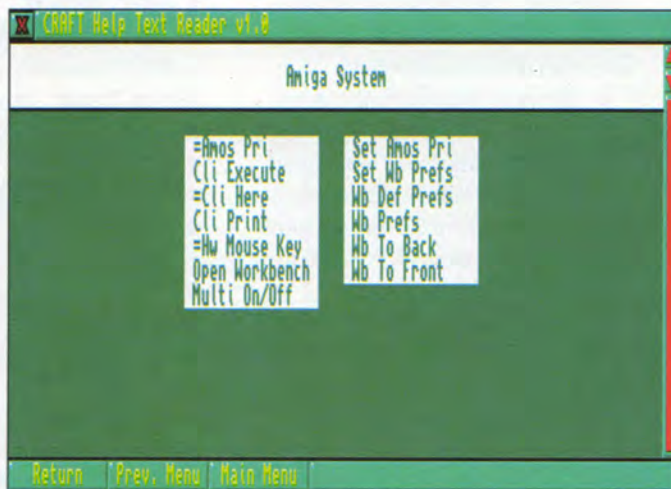 X CRAFT Help Text Reader v1.0
Amiga System
=Amos Pri
Cli Execute
=Cli Here
Cli Print
=Hw Mouse Key
Open Workbench
Multi On/Off
Set Amos Pri
Set Wb Prefs
Wb Def Prefs
Wb Prefs
Wb To Back
Wb To Front
Return Prev. Menu Main Menu